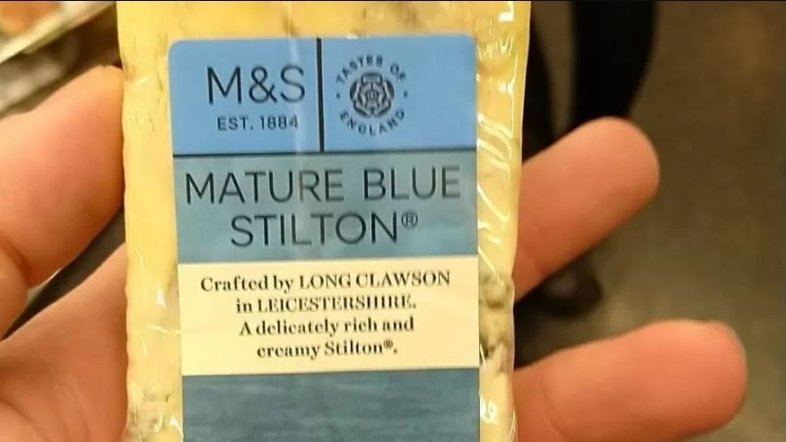 M&S
EST. 1884
TASTES OF
ENGLAND
MATURE BLUE
STILTON®
Crafted by LONG CLAWSON
in LEICESTERSHIRE.
A delicately rich and
creamy Stilton®.